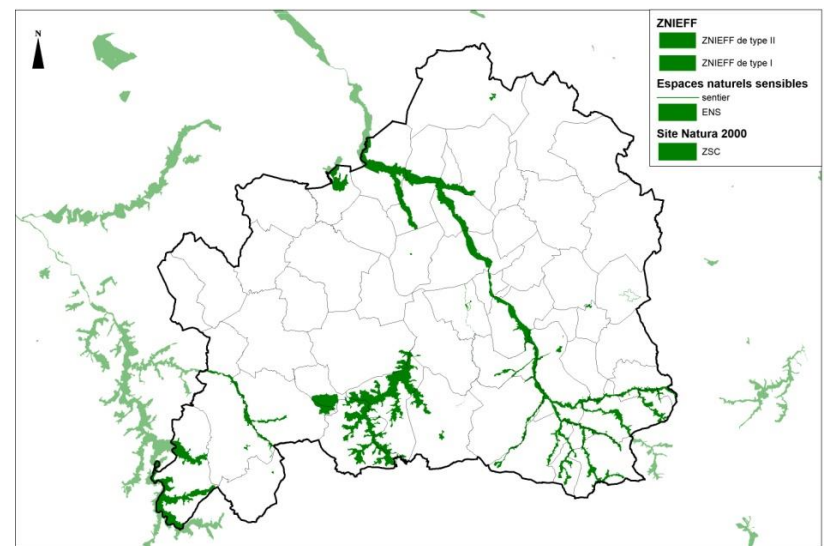 N
ZNIEFF
ZNIEFF de type II
ZNIEFF de type I
Espaces naturels sensibles
sentier
ENS
Site Natura 2000
ZSC